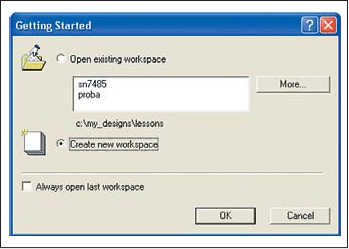 Getting Started
Open existing workspace
sn7485
proba
More...
c:\my_designs\lessons
Create new workspace
Always open last workspace
OK
Cancel